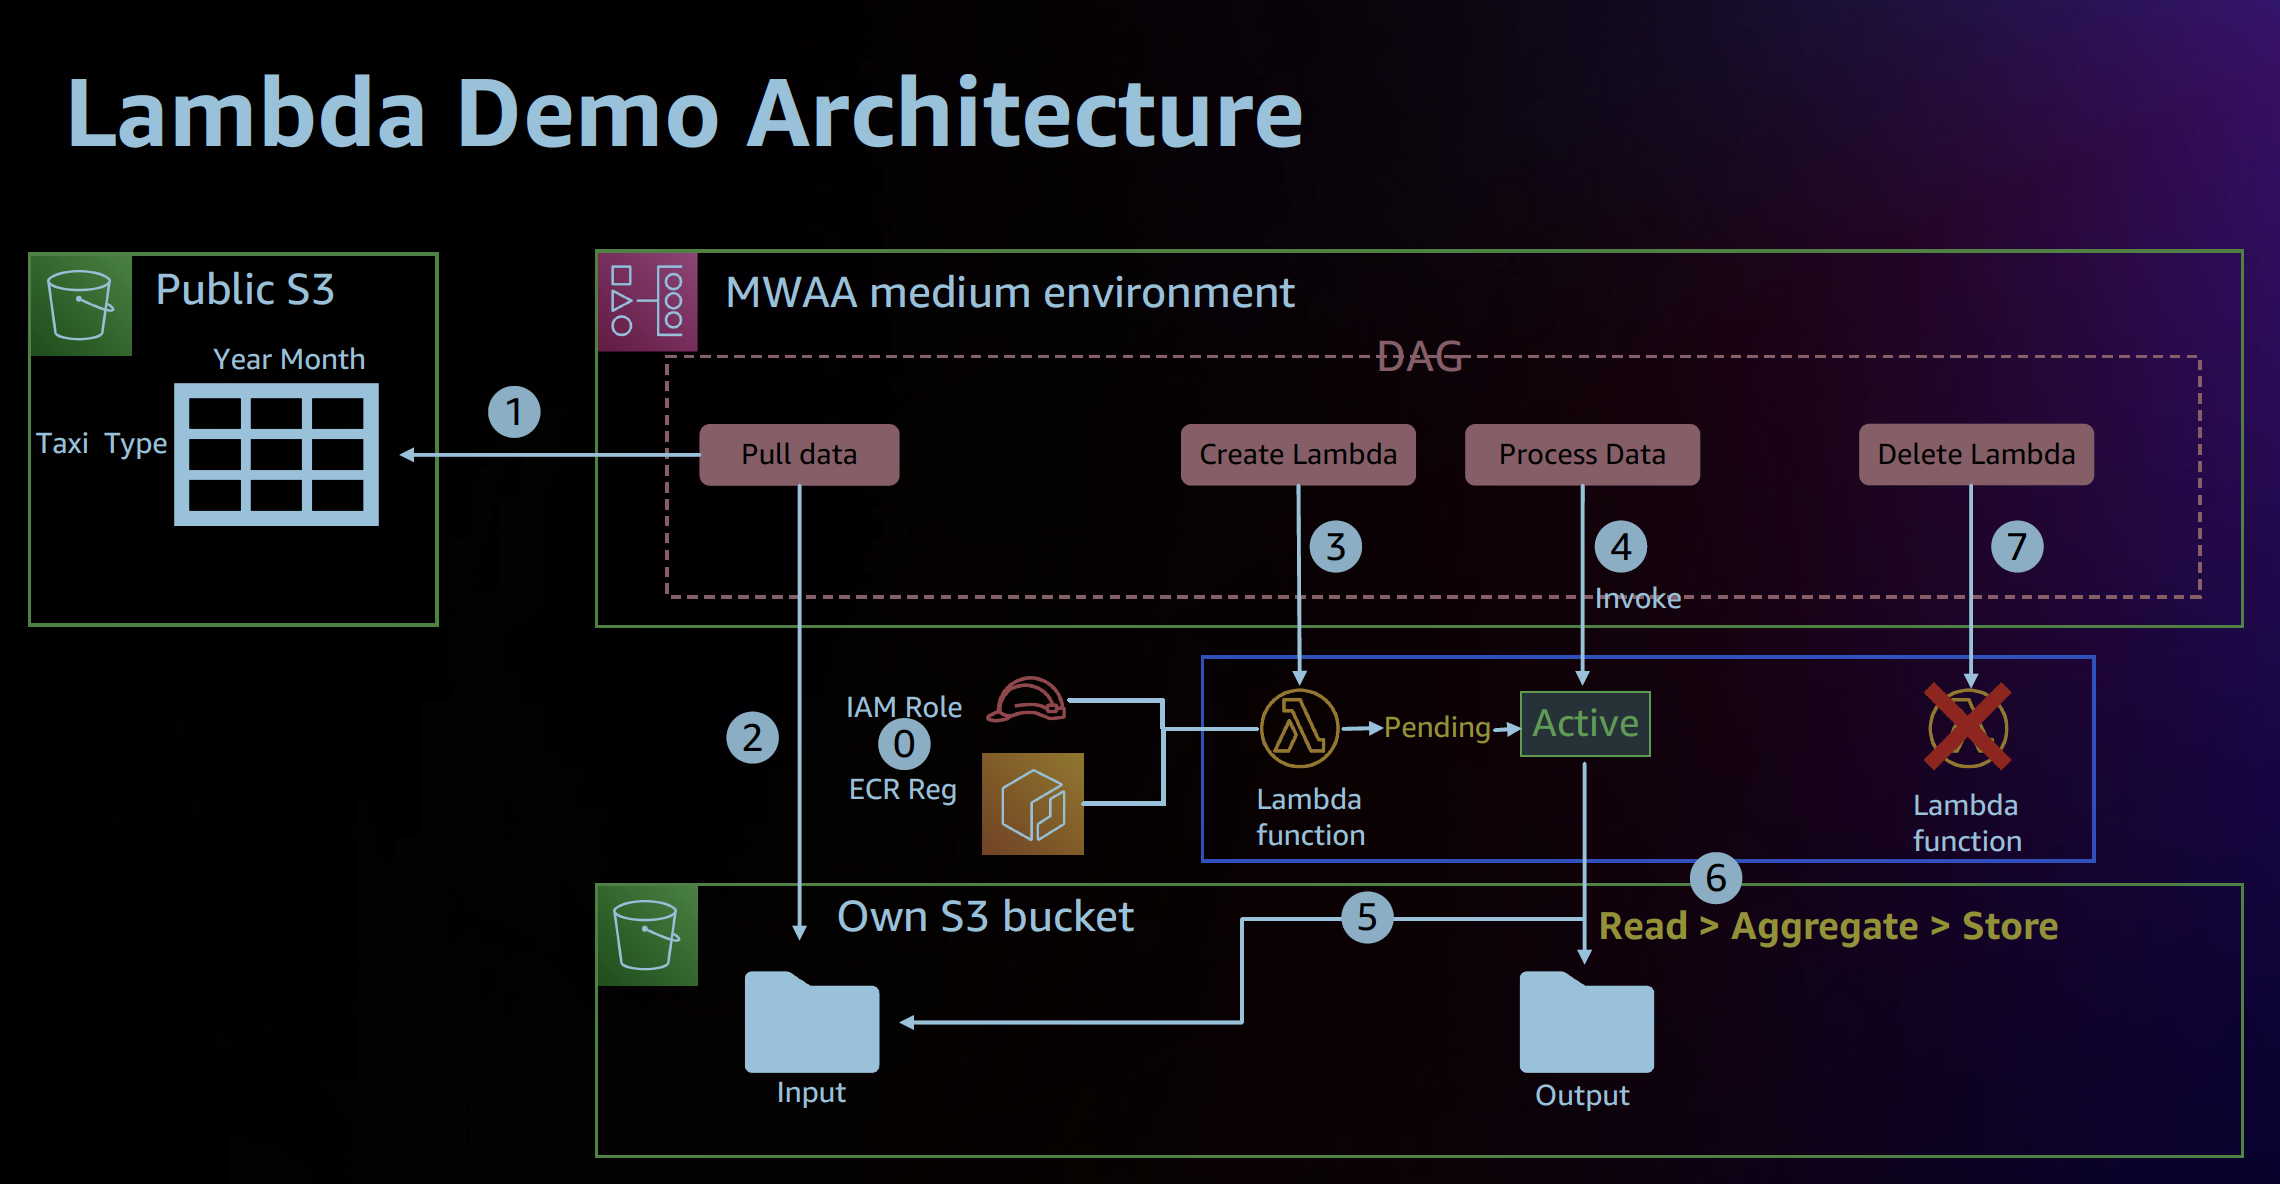 Lambda Demo Architecture
Public S3
Year Month
Taxi Type
1
MWAA medium environment
DAG
Pull data
Create Lambda
Process Data
Delete Lambda
3
4
7
Invoke
2
IAM Role
0
ECR Reg
Pending
Active
Lambda
function
Lambda
function
6
Own S3 bucket
5
Read > Aggregate > Store
Input
Output